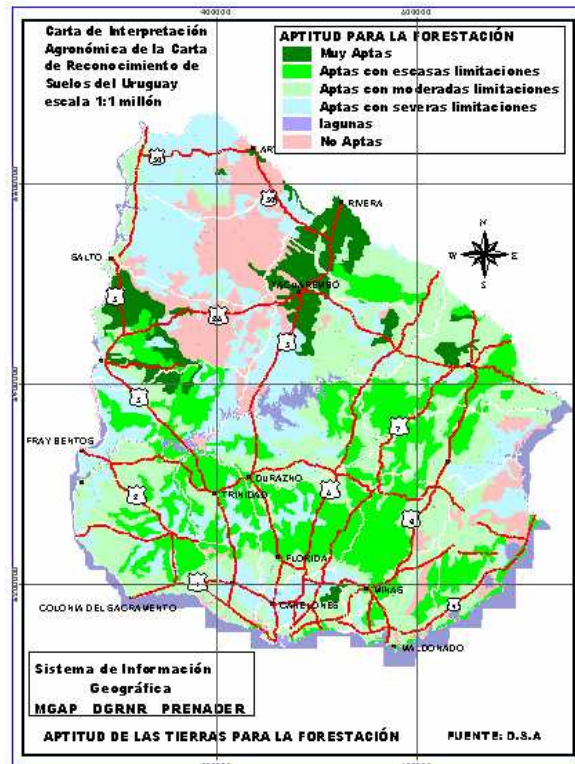 Carta de Interpretación
Agronómica de la Carta
de Reconocimiento de
Suelos del Uruguay
escala 1:1 millón
APTITUD PARA LA FORESTACIÓN
Muy Aptas
Aptas con escasas limitaciones
Aptas con moderadas limitaciones
Aptas con severas limitaciones
lagunas
No Aptas
RIVERA
N
W E
S
SALTO
FRAY BENTOS
DURAZNO
TRINIDAD
FLORIDA
CANELONES
MINAS
COLONIA DEL SACRAMENTO
MALDONADO
Sistema de Información
Geográfica
MGAP DGRNR PRENADER
APTITUD DE LAS TIERRAS PARA LA FORESTACIÓN
FUENTE: D.S.A